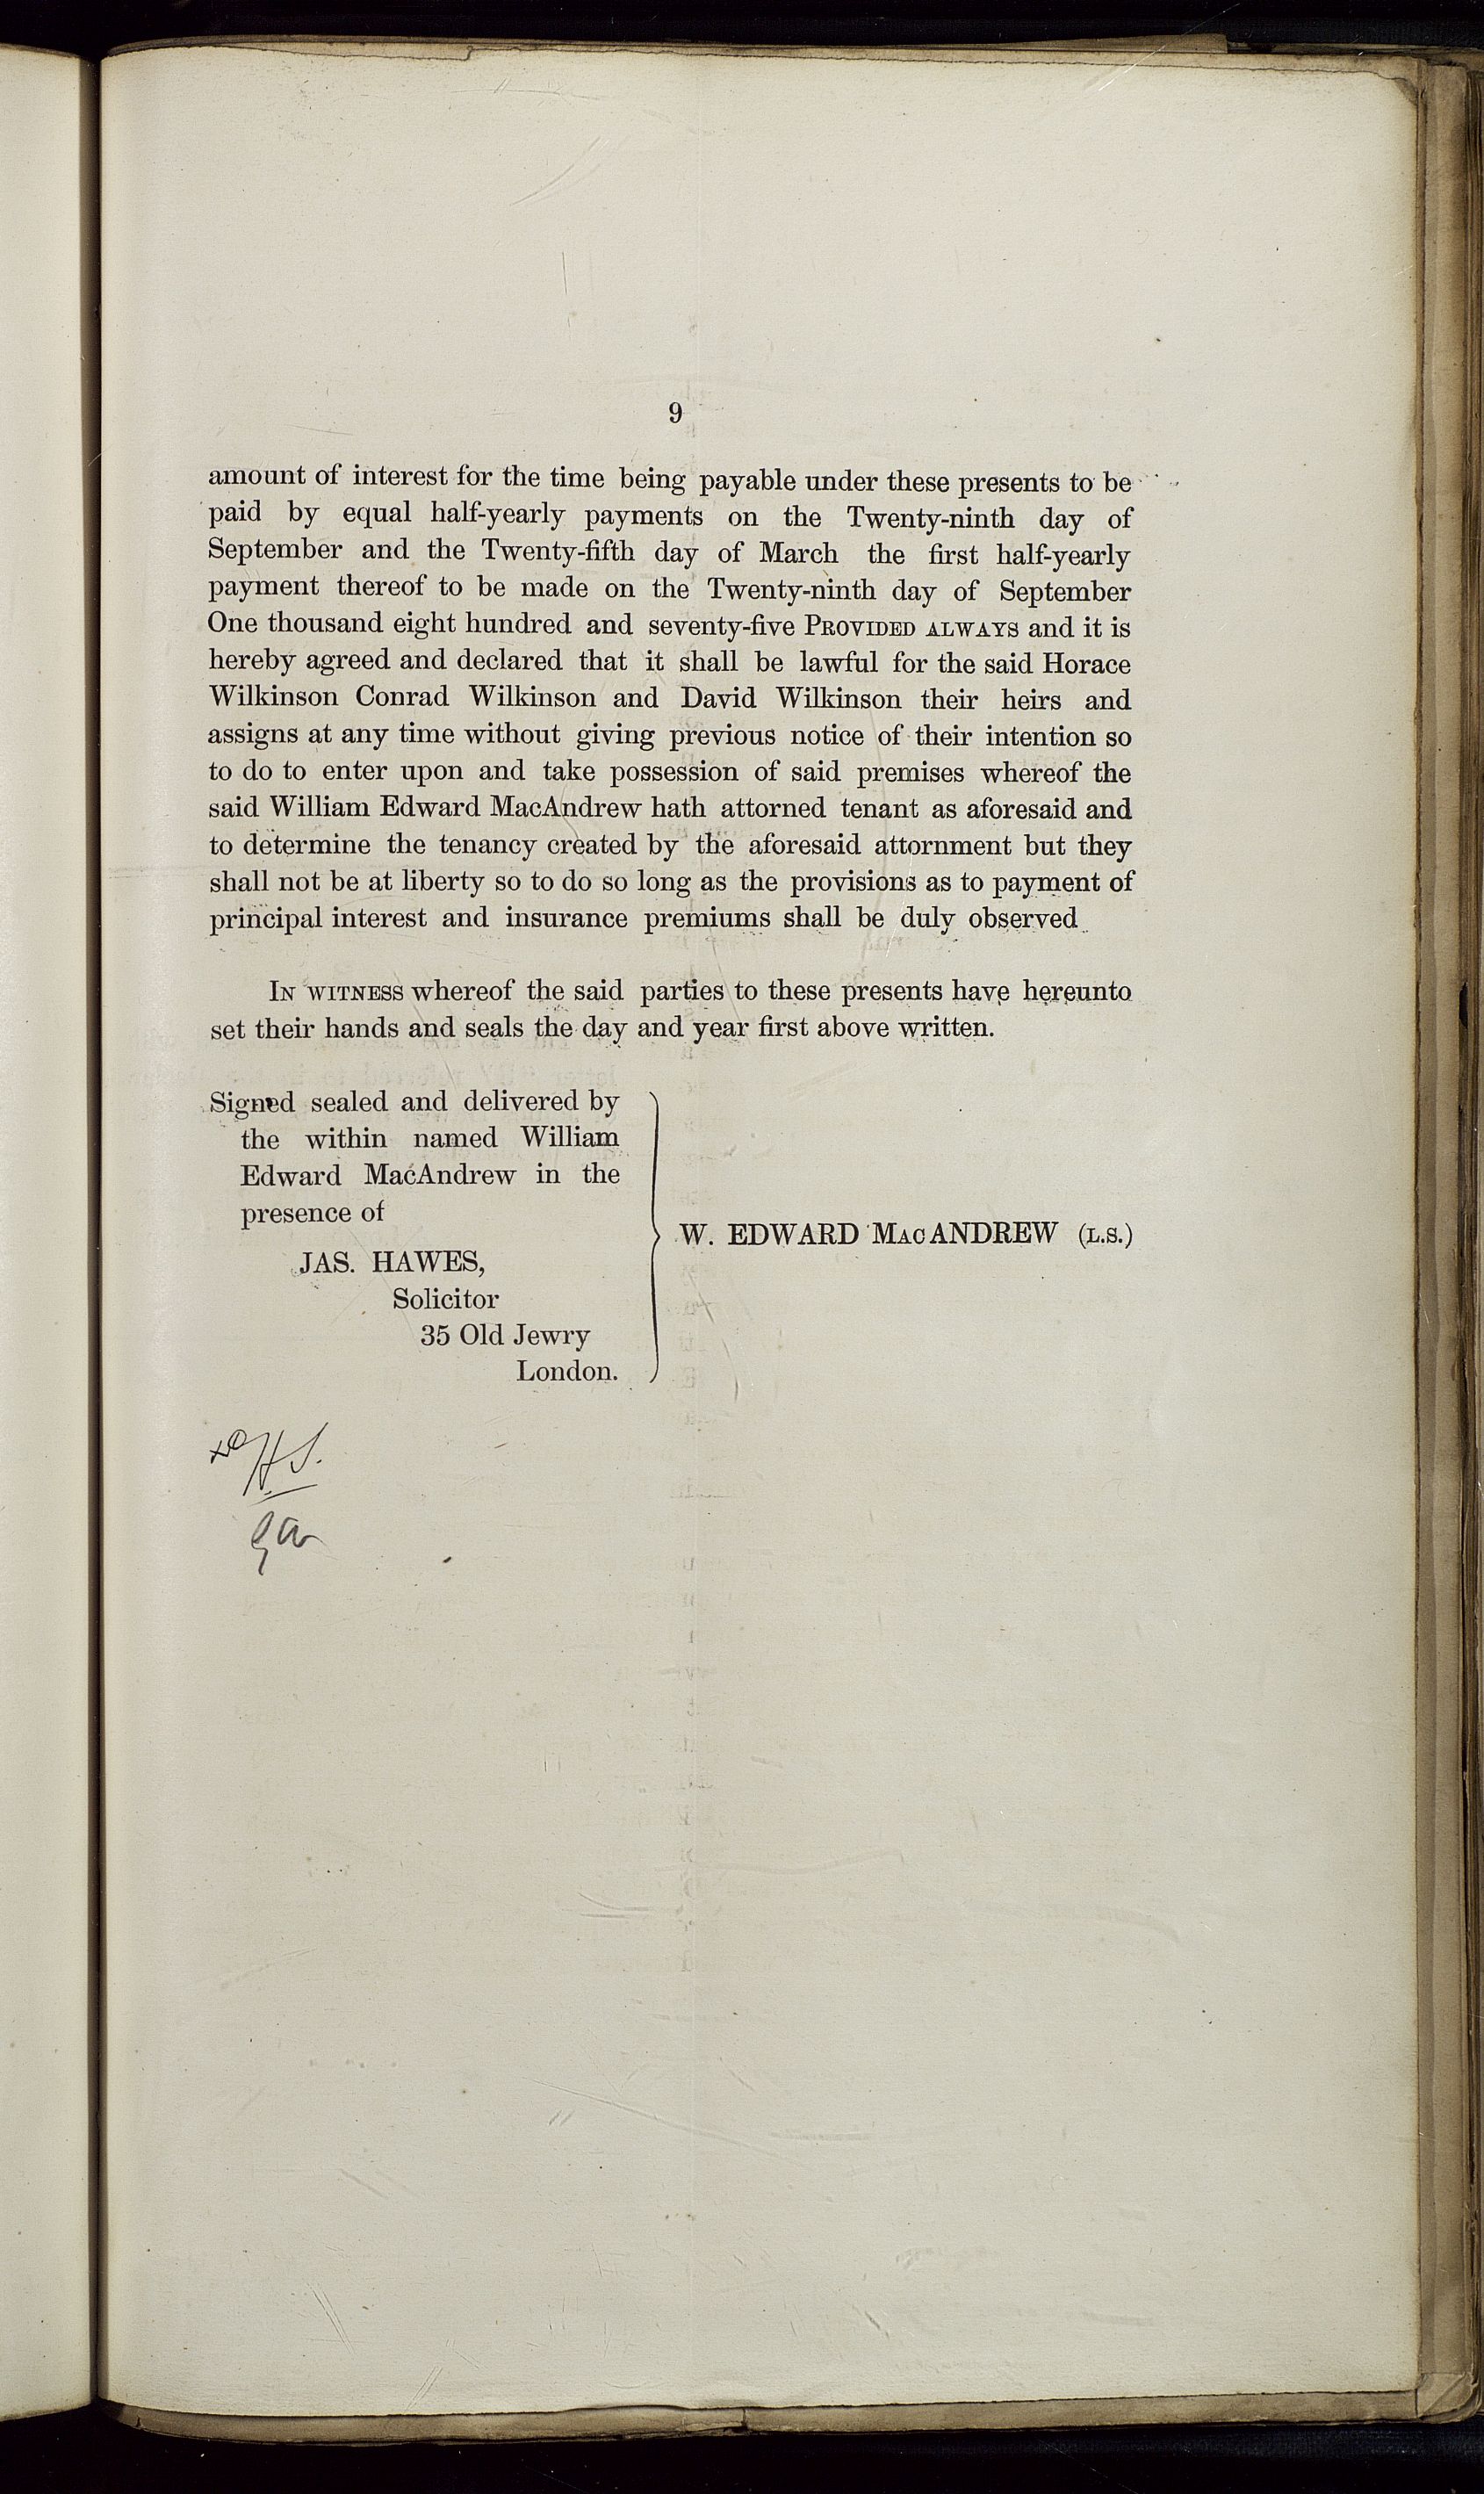 9
amount of interest for the time being payable under these presents to be
paid by equal half-yearly payments on the Twenty-ninth day of
September and the Twenty-fifth day of March the first half-yearly
payment thereof to be made on the Twenty-ninth day of September
One thousand eight hundred and seventy-five PROVIDED ALWAYS and it is
hereby agreed and declared that it shall be lawful for the said Horace
Wilkinson Conrad Wilkinson and David Wilkinson their heirs and
assigns at any time without giving previous notice of their intention so
to do to enter upon and take possession of said premises whereof the
said William Edward MacAndrew hath attorned tenant as aforesaid and
to determine the tenancy created by the aforesaid attornment but they
shall not be at liberty so to do so long as the provisions as to payment of
principal interest and insurance premiums shall be duly observed
IN WITNESS whereof the said parties to these presents have hereunto
set their hands and seals the day and year first above written.
Signed sealed and delivered by
the within named William
Edward MacAndrew in the
presence of
JAS. HAWES,
Solicitor
35 Old Jewry
London.
W. EDWARD MACANDREW (L.S.)